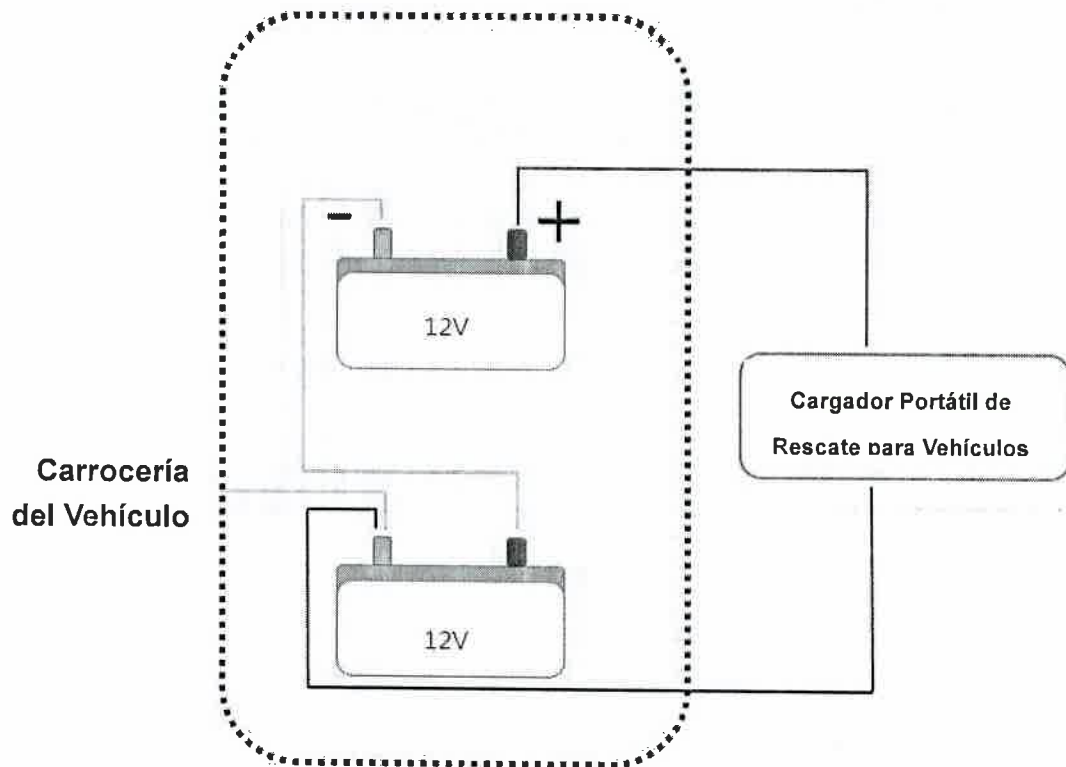 - +
12V
Cargador Portátil de
Rescate para Vehículos
Carrocería
del Vehículo
12V